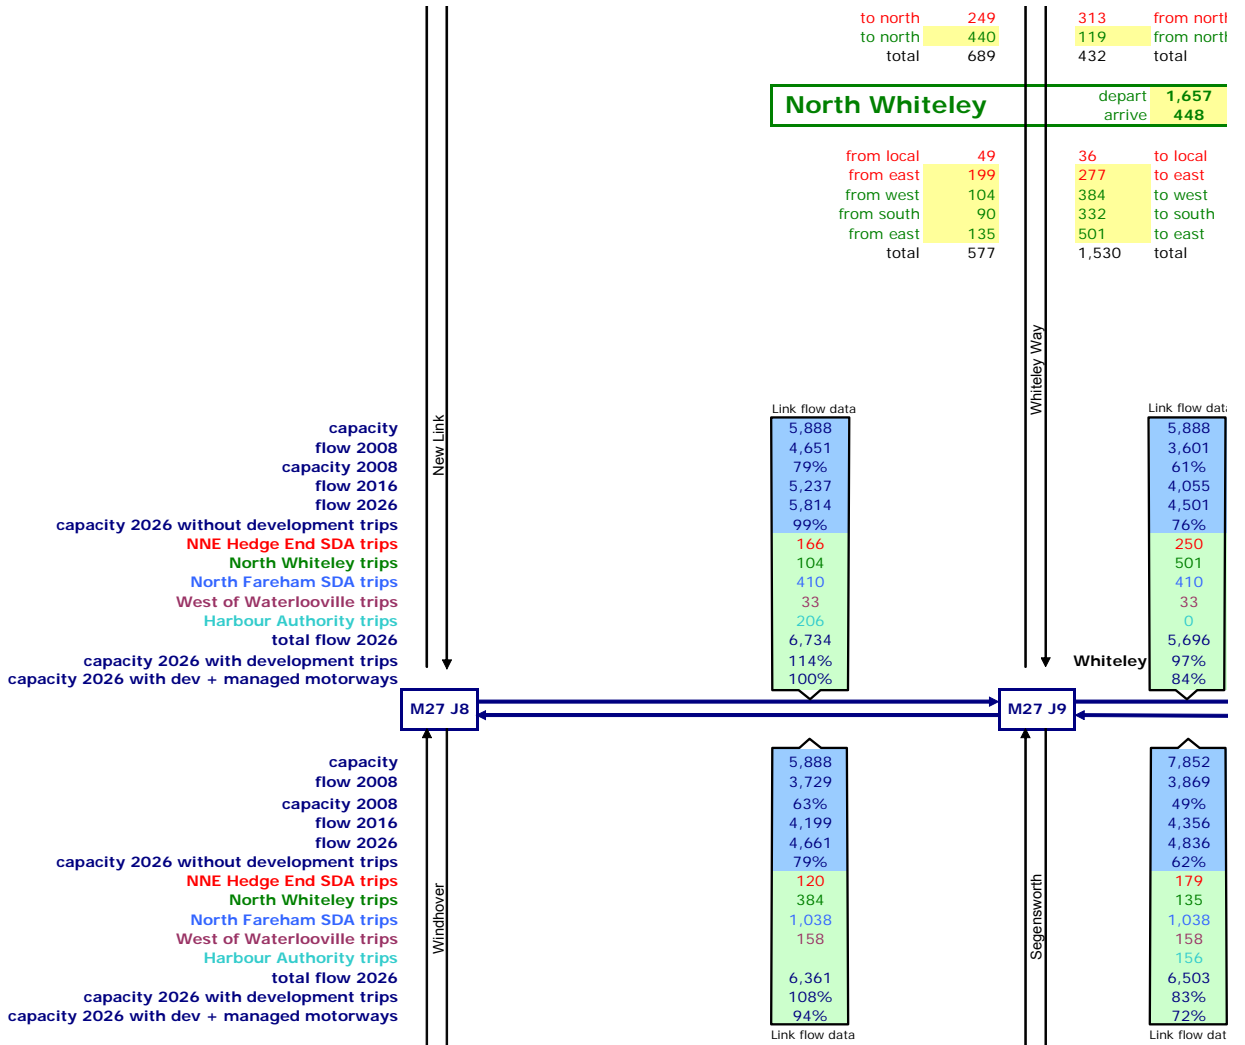 to north 249 313 from north
to north 440 119 from north
total 689 432 total
North Whiteley depart 1,657
arrive 448
from local 49 36 to local
from east 199 277 to east
from west 104 384 to west
from south 90 332 to south
from east 135 501 to east
total 577 1,530 total
Whiteley Way
New Link
Link flow data Link flow data
capacity 5,888 5,888
flow 2008 4,651 3,601
capacity 2008 79% 61%
flow 2016 5,237 4,055
flow 2026 5,814 4,501
capacity 2026 without development trips 99% 76%
NNE Hedge End SDA trips 166 250
North Whiteley trips 104 501
North Fareham SDA trips 410 410
West of Waterlooville trips 33 33
Harbour Authority trips 206 0
total flow 2026 6,734 5,696
capacity 2026 with development trips 114% Whiteley 97%
capacity 2026 with dev + managed motorways 100% 84%
M27 J8 M27 J9
capacity 5,888 7,852
flow 2008 3,729 3,869
capacity 2008 63% 49%
flow 2016 4,199 4,356
flow 2026 4,661 4,836
capacity 2026 without development trips 79% 62%
NNE Hedge End SDA trips 120 179
North Whiteley trips 384 135
North Fareham SDA trips 1,038 1,038
West of Waterlooville trips 158 158
Harbour Authority trips 156
total flow 2026 6,361 6,503
capacity 2026 with development trips 108% 83%
capacity 2026 with dev + managed motorways 94% 72%
Windhover
Segensworth
Link flow data Link flow dat